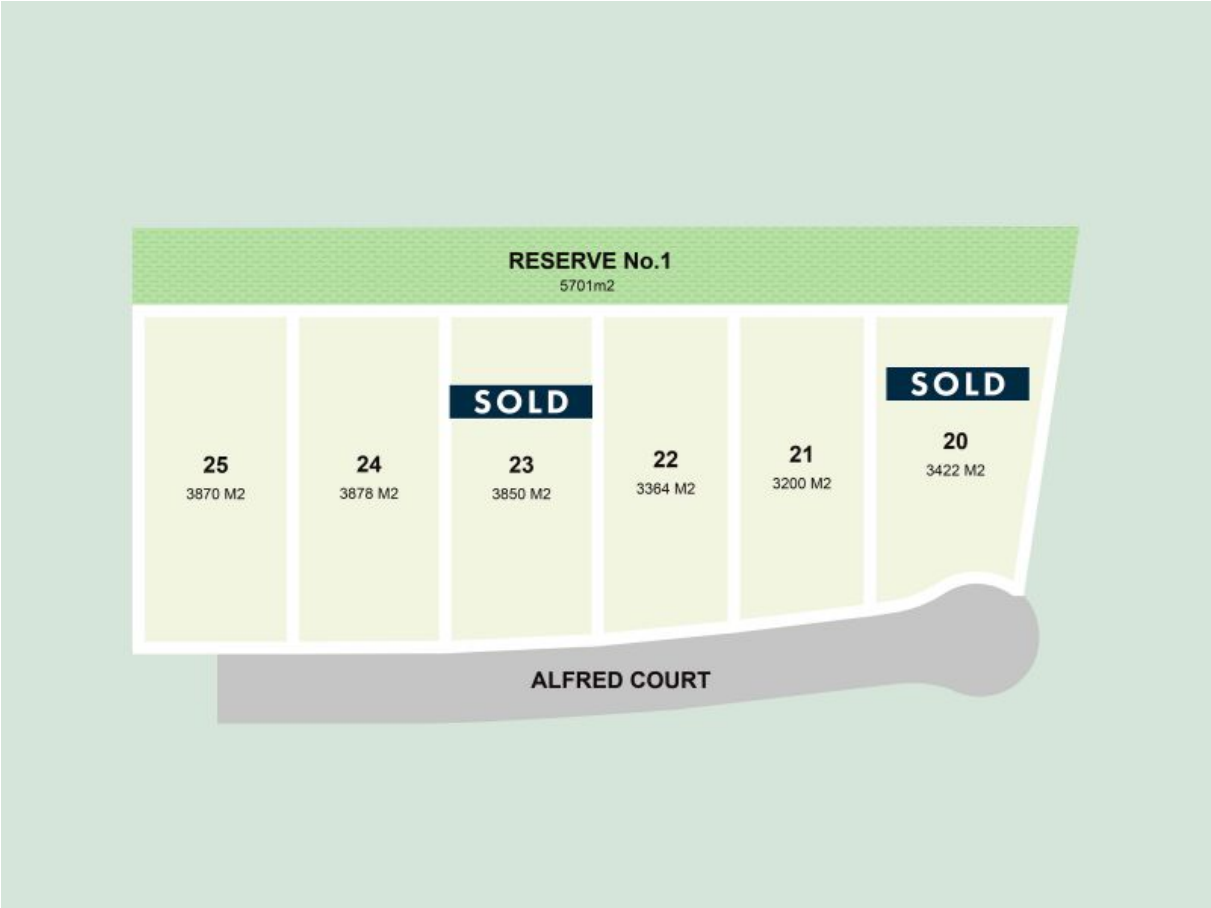 RESERVE No.1
5701m2
25
3870 M2
24
3878 M2
SOLD
23
3850 M2
22
3364 M2
21
3200 M2
SOLD
20
3422 M2
ALFRED COURT